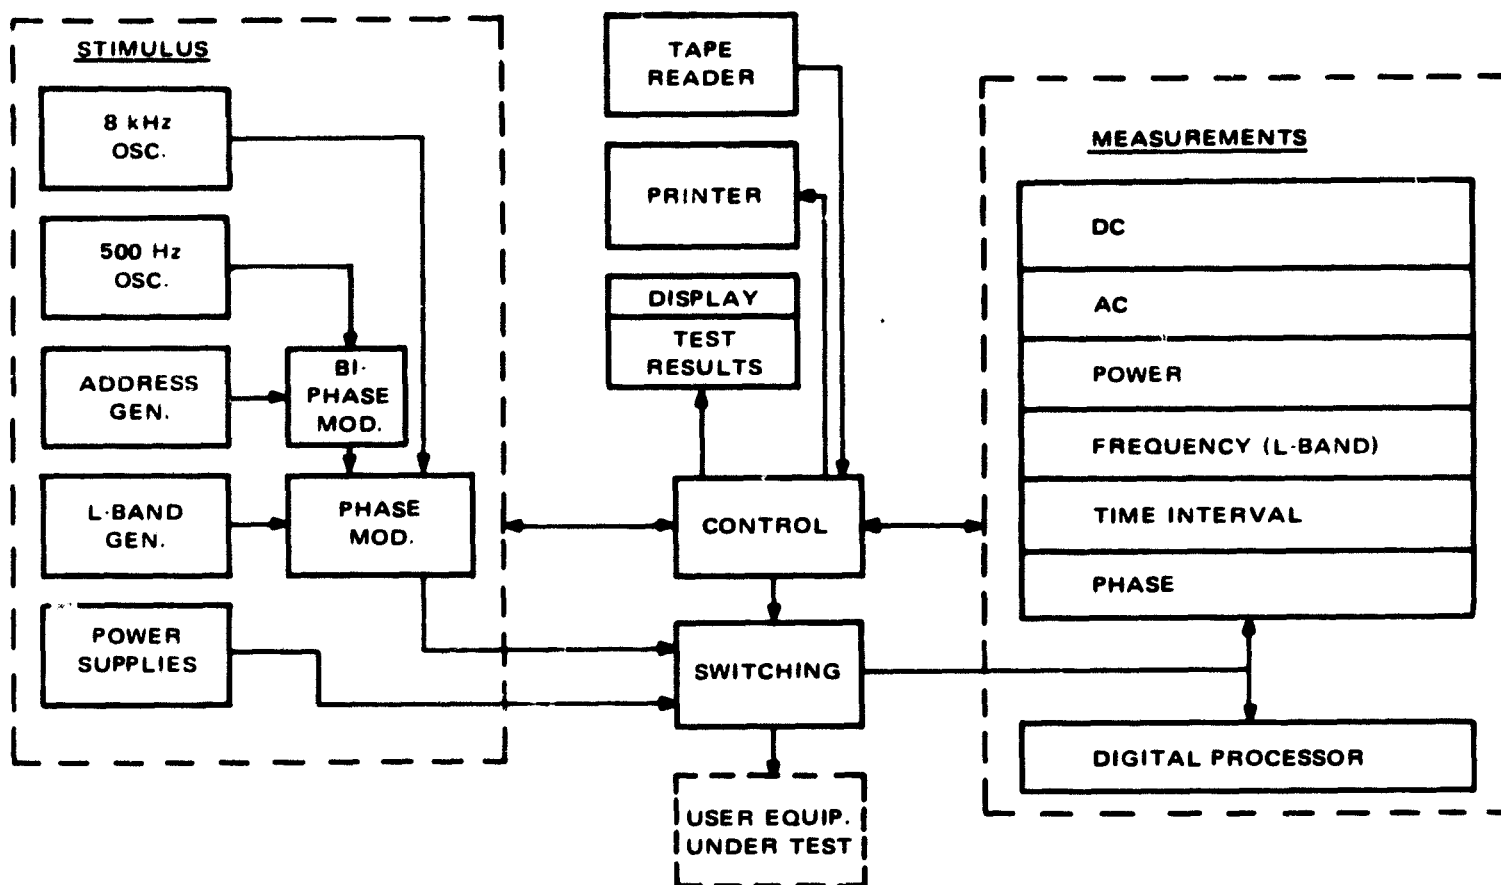 STIMULUS
8 kHz
OSC.
500 Hz
OSC.
ADDRESS
GEN.
BI-
PHASE
MOD.
L-BAND
GEN.
PHASE
MOD.
POWER
SUPPLIES
TAPE
READER
PRINTER
DISPLAY
TEST
RESULTS
CONTROL
SWITCHING
USER EQUIP.
UNDER TEST
MEASUREMENTS
DC
AC
POWER
FREQUENCY (L-BAND)
TIME INTERVAL
PHASE
DIGITAL PROCESSOR